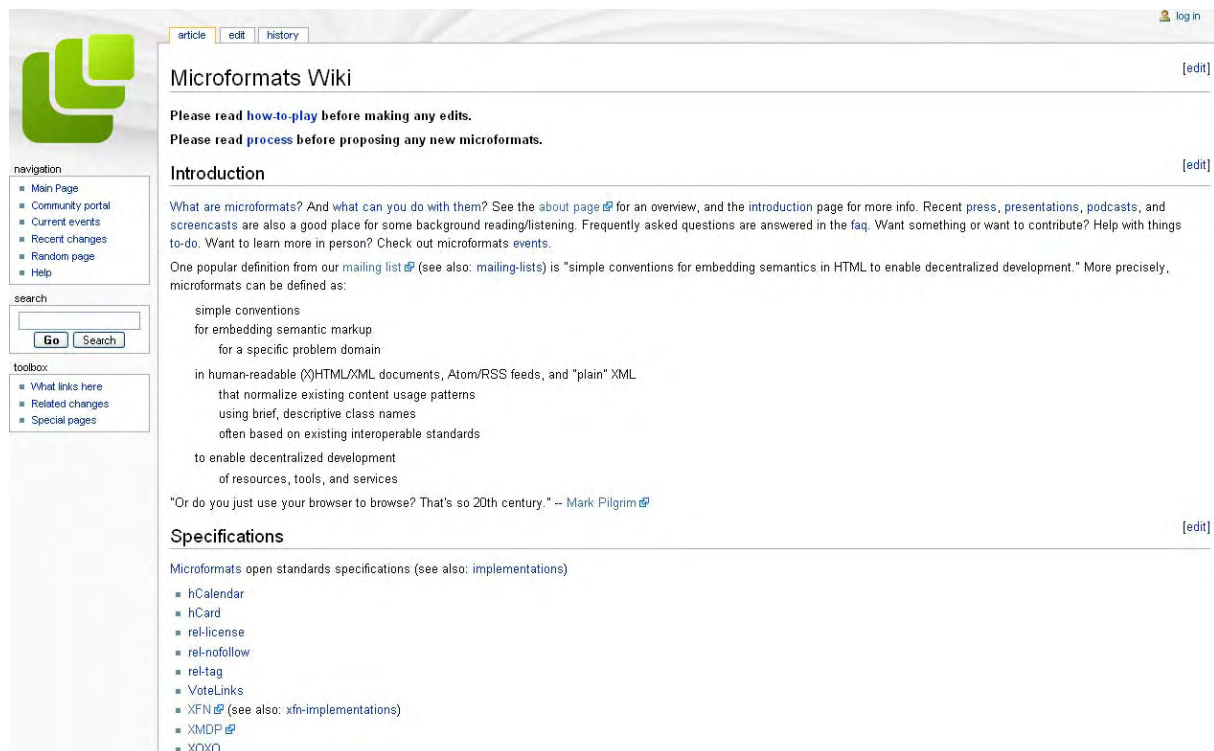 log in
article edit history
Microformats Wiki
[edit]
Please read how-to-play before making any edits.
Please read process before proposing any new microformats.
navigation
Main Page
Community portal
Current events
Recent changes
Random page
Help
search
Go Search
toolbox
What links here
Related changes
Special pages
Introduction
[edit]
What are microformats? And what can you do with them? See the about page for an overview, and the introduction page for more info. Recent press, presentations, podcasts, and
screencasts are also a good place for some background reading/listening. Frequently asked questions are answered in the faq. Want something or want to contribute? Help with things
to-do. Want to learn more in person? Check out microformats events.
One popular definition from our mailing list (see also: mailing-lists) is "simple conventions for embedding semantics in HTML to enable decentralized development." More precisely,
microformats can be defined as:
simple conventions
for embedding semantic markup
for a specific problem domain
in human-readable (X)HTML/XML documents, Atom/RSS feeds, and "plain" XML
that normalize existing content usage patterns
using brief, descriptive class names
often based on existing interoperable standards
to enable decentralized development
of resources, tools, and services
"Or do you just use your browser to browse? That's so 20th century." -- Mark Pilgrim
Specifications
[edit]
Microformats open standards specifications (see also: implementations)
hCalendar
hCard
rel-license
rel-nofollow
rel-tag
VoteLinks
XFN (see also: xfn-implementations)
XMDP
XOXO